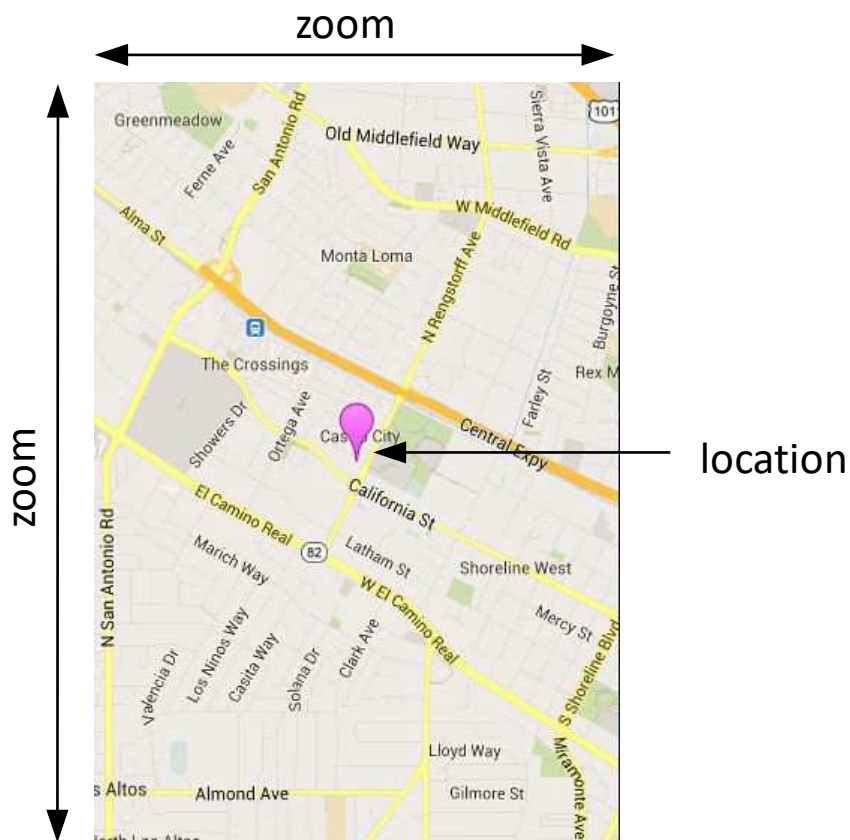 zoom
zoom
location
Greenmeadow
Ferne Ave
San Antonio Rd
Old Middlefield Way
Sierra Vista Ave
101
Alma St
W Middlefield Rd
Monta Loma
N Rengstorff Ave
Burgoyne St
The Crossings
Rex M
Farley St
Showers Dr
Ortega Ave
City
Central Expy
El Camino Real
California St
N San Antonio Rd
82
Marich Way
Latham St
Shoreline West
W El Camino Real
Mercy St
Valencia Dr
Los Ninos Way
Casita Way
Solana Dr
Clark Ave
S Shoreline Blvd
Lloyd Way
Miramonte Ave
s Altos
Almond Ave
Gilmore St